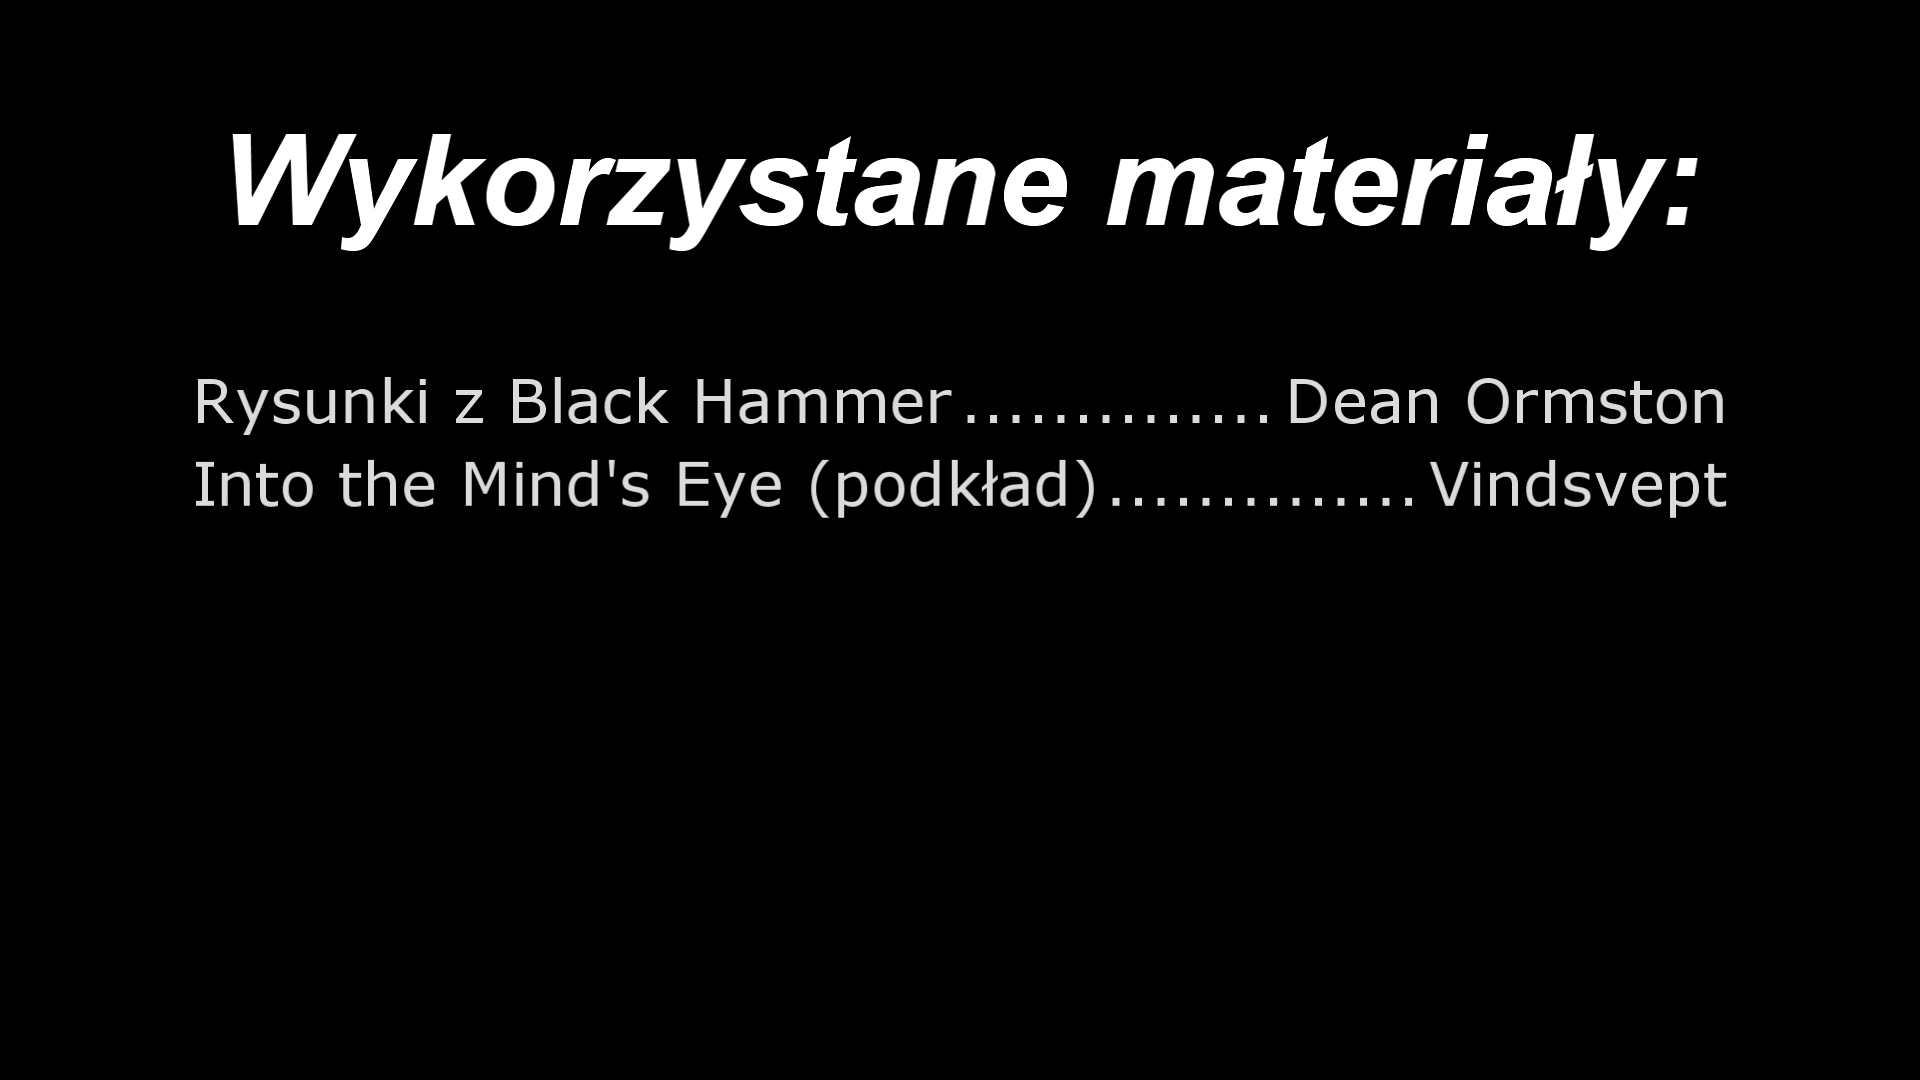 Wykorzystane materiały:
Rysunki z Black Hammer..............Dean Ormston
Into the Mind's Eye (podkład)..............Vindsvept